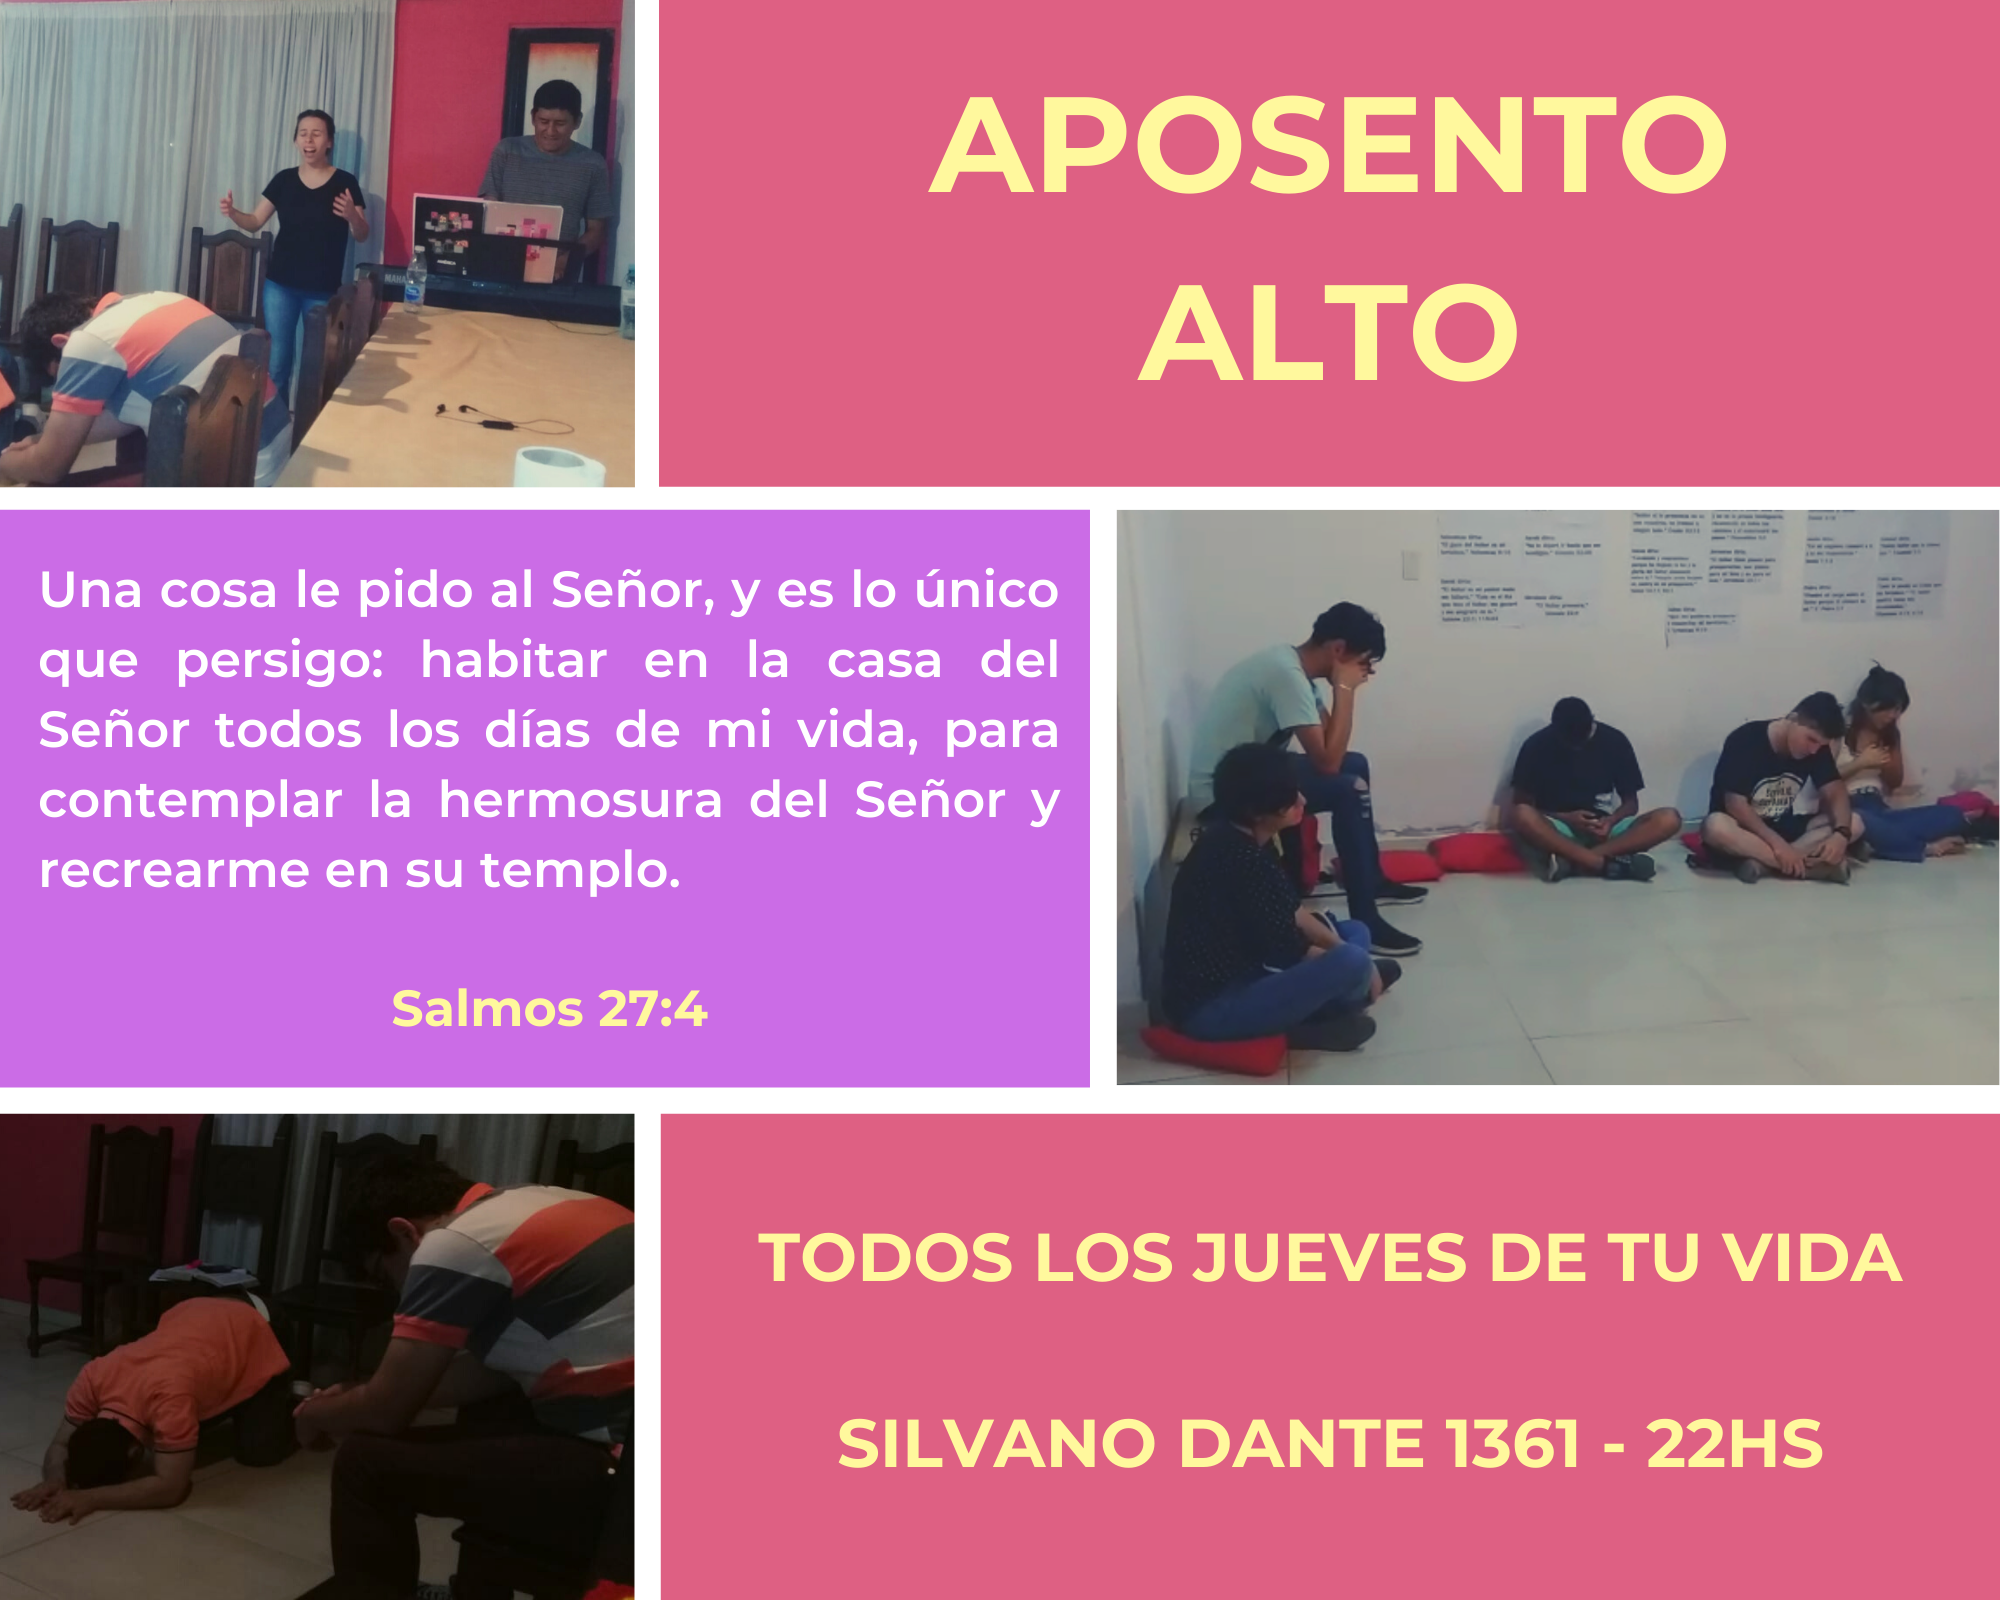 APOSENTO
ALTO
Una cosa le pido al Señor, y es lo único
que persigo: habitar en la casa del
Señor todos los días de mi vida, para
contemplar la hermosura del Señor y
recrearme en su templo.
Salmos 27:4
TODOS LOS JUEVES DE TU VIDA
SILVANO DANTE 1361 - 22HS